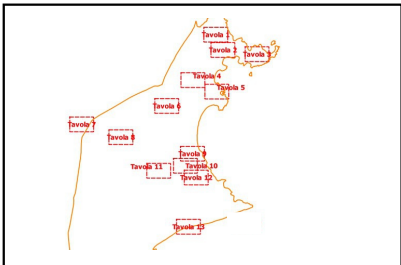 Tavola 1
Tavola 2
Tavola 3
Tavola 4
Tavola 5
Tavola 6
Tavola 7
Tavola 8
Tavola 9
Tavola 10
Tavola 11
Tavola 12
Tavola 13